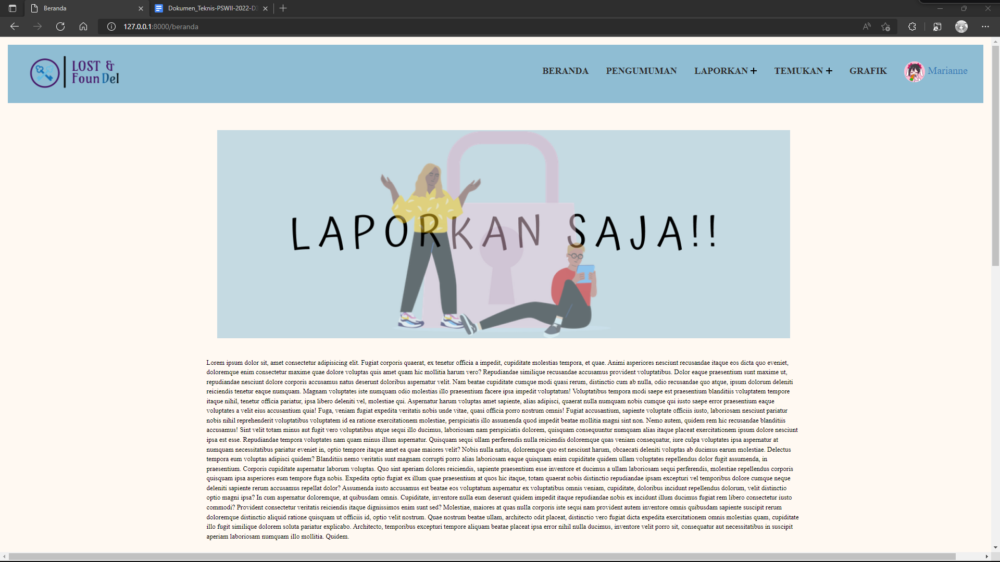 Beranda
Dokumen_Teknis-PSWII-2022-D3
127.0.0.1:8000/beranda
LOST &
FounDel
BERANDA PENGUMUMAN LAPORKAN + TEMUKAN + GRAFIK Marianne
LAPORKAN SAJA!!
Lorem ipsum dolor sit, amet consectetur adipisicing elit. Fugiat corporis quaerat, ex tenetur officia a impedit, cupiditate molestias tempora, et quae. Animi asperiores nesciunt recusandae itaque eos dicta quo eveniet,
doloremque enim consectetur maxime quae dolore voluptas quis amet quam hic mollitia harum vero? Repudiandae similique recusandae accusamus provident voluptatibus. Dolor eaque praesentium sunt maxime ut,
repudiandae nesciunt dolore corporis accusamus natus deserunt doloribus aspernatur velit. Nam beatae cupiditate cumque modi quasi rerum, distinctio cum ab nulla, odio recusandae quo atque, ipsum dolorum deleniti
reiciendis tenetur eaque numquam. Magnam voluptates iste numquam odio molestias illo praesentium facere ipsa impedit voluptatum! Voluptatibus tempora modi saepe est praesentium blanditiis voluptatem tempore
itaque nihil, tenetur officia pariatur, ipsa libero deleniti vel, molestiae qui. Aspernatur harum voluptas amet sapiente, alias adipisci, quaerat nulla numquam nobis cumque qui iusto saepe error praesentium eaque
voluptates a velit eius accusantium quia! Fuga, veniam fugiat expedita veritatis nobis unde vitae, quasi officia porro nostrum omnis! Fugiat accusantium, sapiente voluptate officiis iusto, laboriosam nesciunt pariatur
nobis nihil reprehenderit voluptatibus voluptatem id ea ratione exercitationem molestiae, perspiciatis illo assumenda quod impedit beatae mollitia magni sint non. Nemo autem, quidem rem hic recusandae blanditiis
accusamus! Sint velit totam minus aut fugit vero voluptatibus atque sequi illo ducimus, laboriosam nam perspiciatis dolorem, quisquam consequuntur numquam alias itaque placeat exercitationem ipsum dolore nesciunt
ipsa est esse. Repudiandae tempora voluptates nam quam minus illum aspernatur. Quisquam sequi ullam perferendis nulla reiciendis doloremque quas veniam consequatur, iure culpa voluptates ipsa aspernatur at
numquam necessitatibus pariatur eveniet in, optio tempore itaque amet ea quae maiores velit? Nobis nulla natus, doloremque quo est nesciunt harum, obcaecati deleniti voluptas ab ducimus earum molestiae. Delectus
tempora eum voluptas adipisci quidem? Blanditiis nemo veritatis sunt magnam corrupti porro alias laboriosam eaque quisquam enim cupiditate quidem ullam voluptates repellendus dolor fugit assumenda, in
praesentium. Corporis cupiditate aspernatur laborum voluptas. Quo sint aperiam dolores reiciendis, sapiente praesentium esse inventore et ducimus a ullam laboriosam sequi perferendis, molestiae repellendus corporis
quisquam ipsa asperiores eum tempore fuga nobis. Expedita optio fugiat ex illum quae praesentium at quos hic itaque, totam quaerat nobis distinctio repudiandae ipsam excepturi vel temporibus dolore cumque neque
deleniti sapiente rerum accusamus repellat dolor? Assumenda iusto accusamus est beatae eos voluptatum aspernatur ex voluptatibus omnis veniam, cupiditate, doloribus incidunt repellendus dolorum, velit distinctio
optio magni ipsa? In cum aspernatur doloremque, at quibusdam omnis. Cupiditate, inventore nulla eum deserunt quidem impedit itaque repudiandae nobis ex incidunt illum ducimus fugiat rem libero consectetur iusto
commodi? Provident consectetur veritatis reiciendis itaque dignissimos enim sunt sed? Molestiae, maiores at quas nulla corporis iste sequi nam provident autem inventore omnis quibusdam sapiente suscipit rerum
doloremque distinctio aliquid ratione quisquam ut officiis id, optio velit nostrum. Quae nostrum beatae ullam, architecto odit placeat, distinctio vero fugiat dicta expedita exercitationem omnis molestias quam, cupiditate
illo fugit similique dolorem soluta pariatur explicabo. Architecto, temporibus excepturi tempore aliquam beatae placeat ipsa error nihil nulla ducimus, inventore velit porro sit, consequatur aut necessitatibus in suscipit
aperiam laboriosam numquam illo mollitia. Quidem.